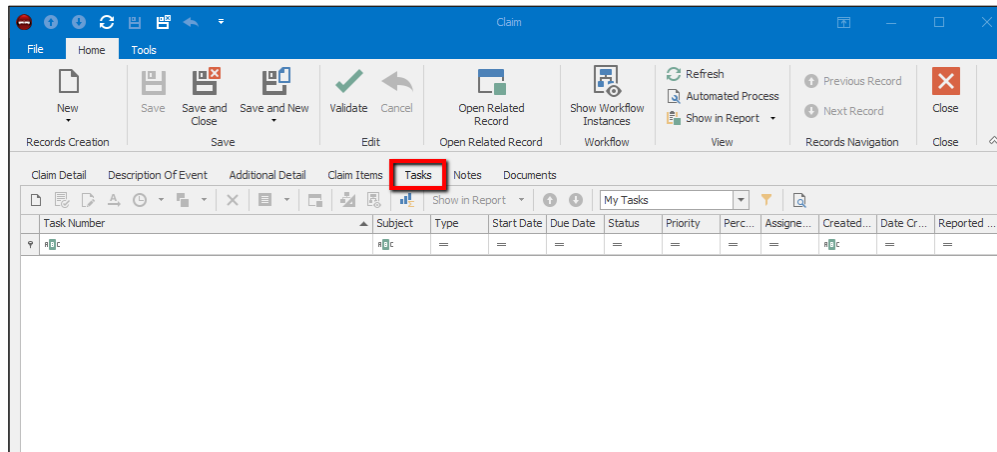 Claim
File Home Tools
New Save Save and Close Save and New Validate Cancel Open Related Record Show Workflow Instances Refresh Automated Process Show in Report Previous Record Next Record Close
Records Creation Save Edit Open Related Record Workflow View Records Navigation Close
Claim Detail Description Of Event Additional Detail Claim Items Tasks Notes Documents
Show in Report My Tasks
Task Number Subject Type Start Date Due Date Status Priority Perc... Assigne... Created... Date Cr... Reported ...
ABC ABC = = = = = = = ABC = =